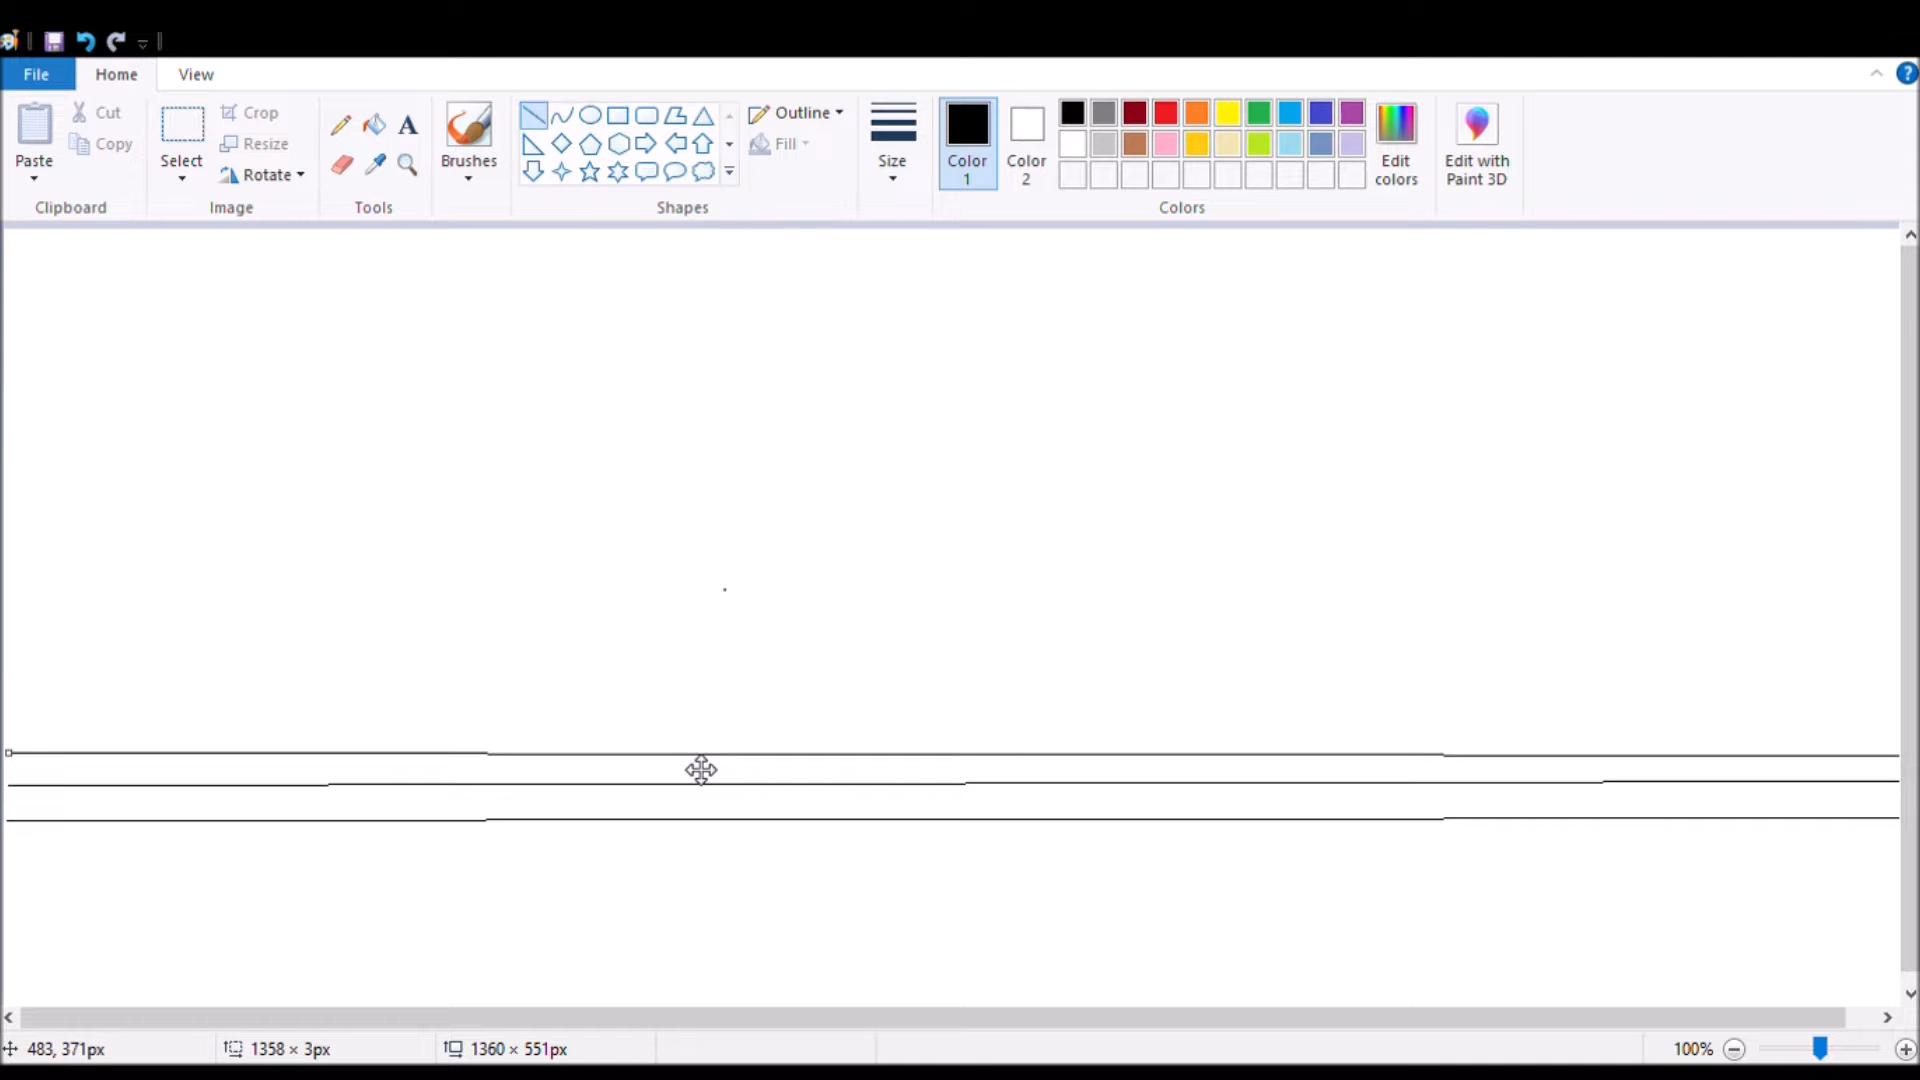 File Home View
Paste
Cut
Copy
Clipboard
Select
Crop
Resize
Rotate
Image
A
Tools
Brushes
Outline
Fill
Shapes
Size
Color
1
Color
2
Edit
colors
Colors
Edit with
Paint 3D
?
483, 371px 1358 × 3px 1360 × 551px 100%